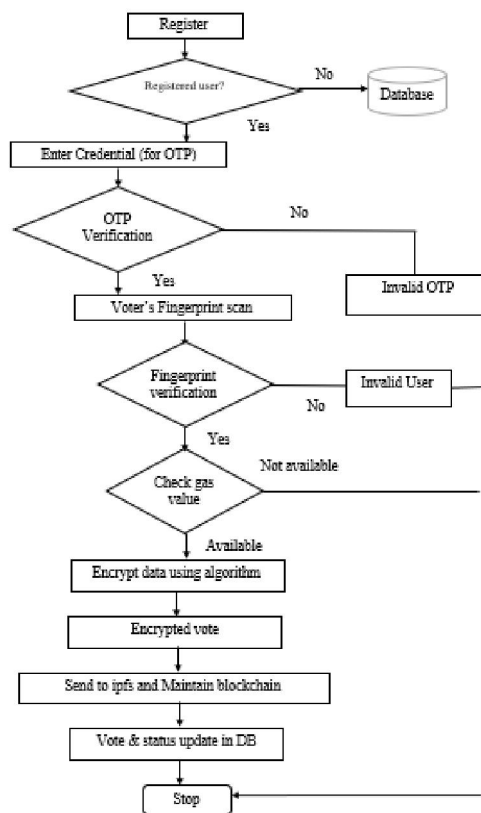 Register
Registered user?
No
Database
Yes
Enter Credential (for OTP)
OTP
Verification
No
Invalid OTP
Yes
Voter's Fingerprint scan
Fingerprint
verification
Invalid User
No
Yes
Not available
Check gas
value
Available
Encrypt data using algorithm
Encrypted vote
Send to ipfs and Maintain blockchain
Vote & status update in DB
Stop